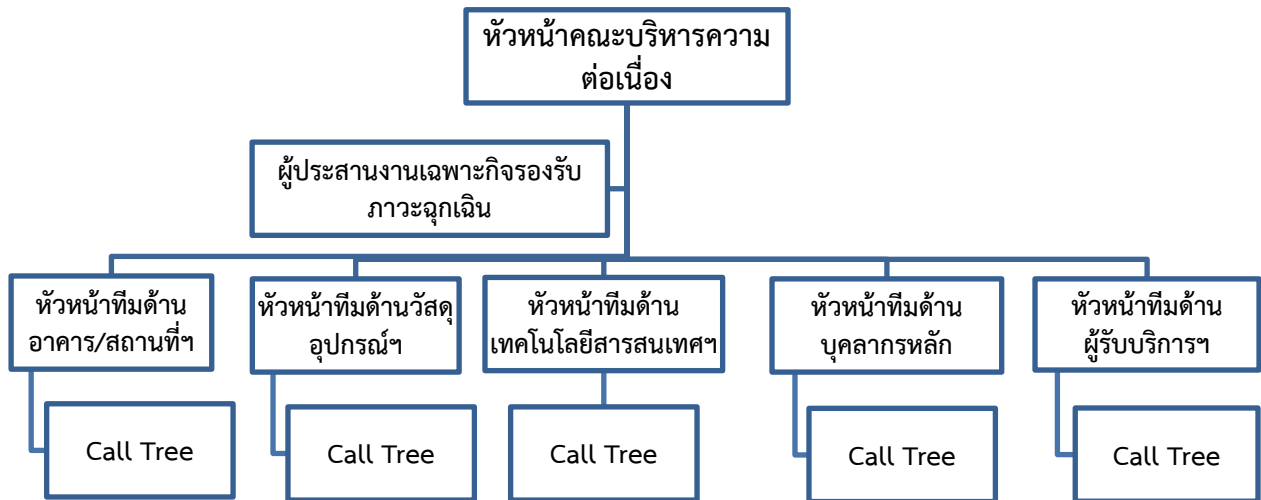 หัวหน้าคณะบริหารความ
ต่อเนื่อง
ผู้ประสานงานเฉพาะกิจรองรับ
ภาวะฉุกเฉิน
หัวหน้าทีมด้าน
อาคาร/สถานที่ฯ
หัวหน้าทีมด้านวัสดุ
อุปกรณ์ฯ
หัวหน้าทีมด้าน
เทคโนโลยีสารสนเทศฯ
หัวหน้าทีมด้าน
บุคลากรหลัก
หัวหน้าทีมด้าน
ผู้รับบริการฯ
Call Tree
Call Tree
Call Tree
Call Tree
Call Tree